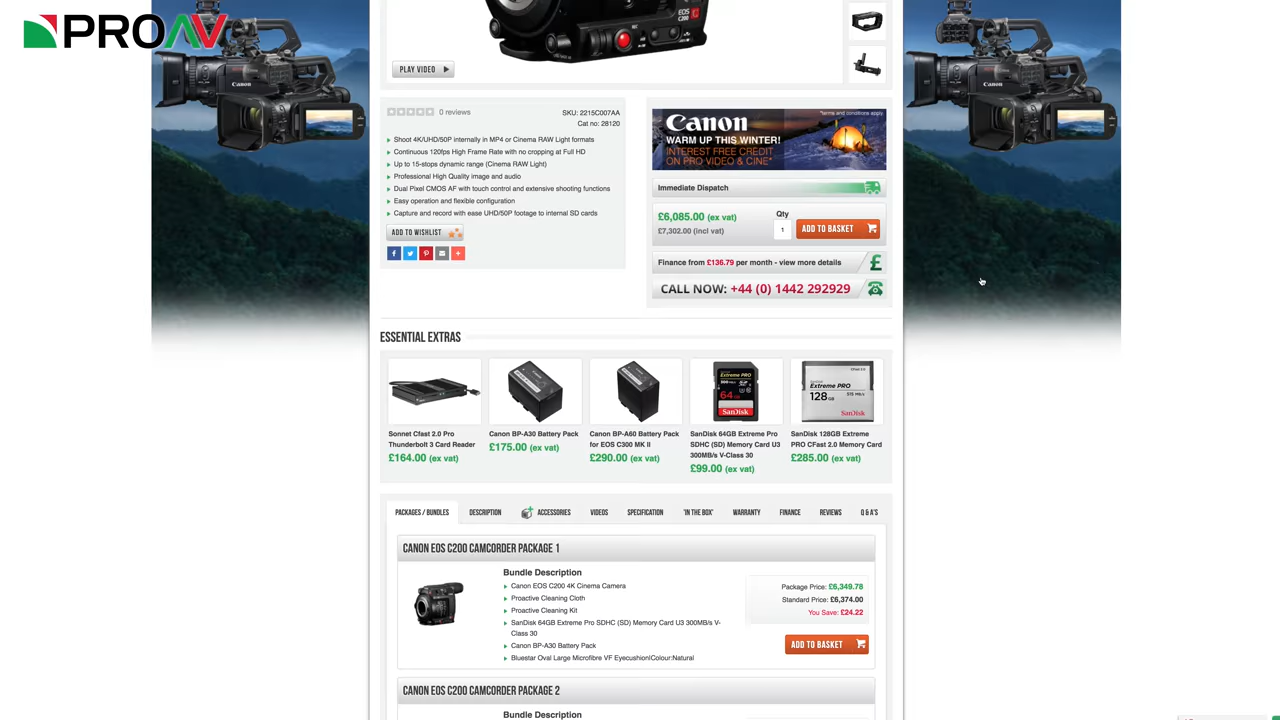 PROAV
EOS
C200
PLAY VIDEO
0 reviews
SKU: 2215C007AA
Cat no: 28120
Shoot 4K/UHD/50P internally in MP4 or Cinema RAW Light formats
Continuous 120fps High Frame Rate with no cropping at Full HD
Up to 15-stops dynamic range (Cinema RAW Light)
Professional High Quality image and audio
Dual Pixel CMOS AF with touch control and extensive shooting functions
Easy operation and flexible configuration
Capture and record with ease UHD/50P footage to internal SD cards
ADD TO WISHLIST
*terms and conditions apply.
Canon
WARM UP THIS WINTER!
INTEREST FREE CREDIT
ON PRO VIDEO & CINE*
Immediate Dispatch
£6,085.00 (ex vat)
£7,302.00 (incl vat)
Qty
1
ADD TO BASKET
Finance from £136.79 per month - view more details
CALL NOW: +44 (0) 1442 292929
Canon
Canon
ESSENTIAL EXTRAS
Extreme PRO
64GB
SanDisk
Extreme PRO
128GB
SanDisk
Sonnet Cfast 2.0 Pro
Thunderbolt 3 Card Reader
£164.00 (ex vat)
Canon BP-A30 Battery Pack
£175.00 (ex vat)
Canon BP-A60 Battery Pack
for EOS C300 MK II
£290.00 (ex vat)
SanDisk 64GB Extreme Pro
SDHC (SD) Memory Card U3
300MB/s V-Class 30
£99.00 (ex vat)
SanDisk 128GB Extreme
PRO CFast 2.0 Memory Card
£285.00 (ex vat)
PACKAGES / BUNDLES DESCRIPTION ACCESSORIES VIDEOS SPECIFICATION 'IN THE BOX' WARRANTY FINANCE REVIEWS Q & A'S
CANON EOS C200 CAMCORDER PACKAGE 1
Bundle Description
Canon EOS C200 4K Cinema Camera
Proactive Cleaning Cloth
Proactive Cleaning Kit
SanDisk 64GB Extreme Pro SDHC (SD) Memory Card U3 300MB/s V-
Class 30
Canon BP-A30 Battery Pack
Bluestar Oval Large Microfibre VF Eyecushion|Colour:Natural
Package Price: £6,349.78
Standard Price: £6,374.00
You Save: £24.22
ADD TO BASKET
CANON EOS C200 CAMCORDER PACKAGE 2
Bundle Description